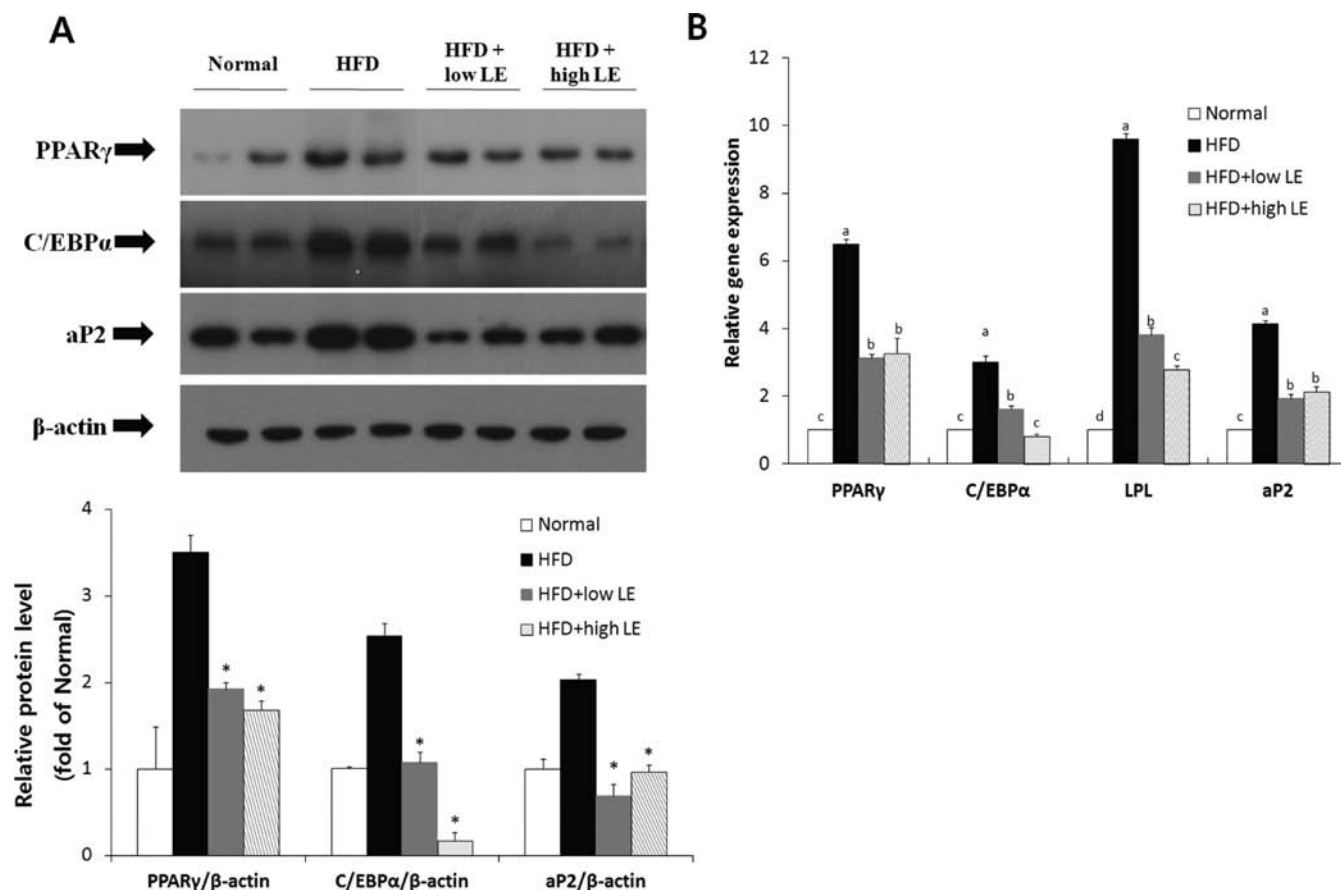 A
Normal HFD HFD + low LE HFD + high LE
PPARγ
C/EBPα
aP2
β-actin
Relative protein level
(fold of Normal)
4
3
2
1
0
Normal
HFD
HFD+low LE
HFD+high LE
* *
* *
* *
PPARγ/β-actin C/EBPα/β-actin aP2/β-actin
B
Relative gene expression
12
10
8
6
4
2
0
Normal
HFD
HFD+low LE
HFD+high LE
c a b b
c a b c
d a b c
c a b b
PPARγ C/EBPα LPL aP2